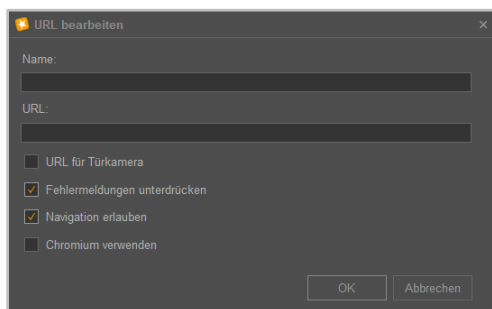 URL bearbeiten
Name:
URL:
URL für Türkamera
Fehlermeldungen unterdrücken
Navigation erlauben
Chromium verwenden
OK Abbrechen